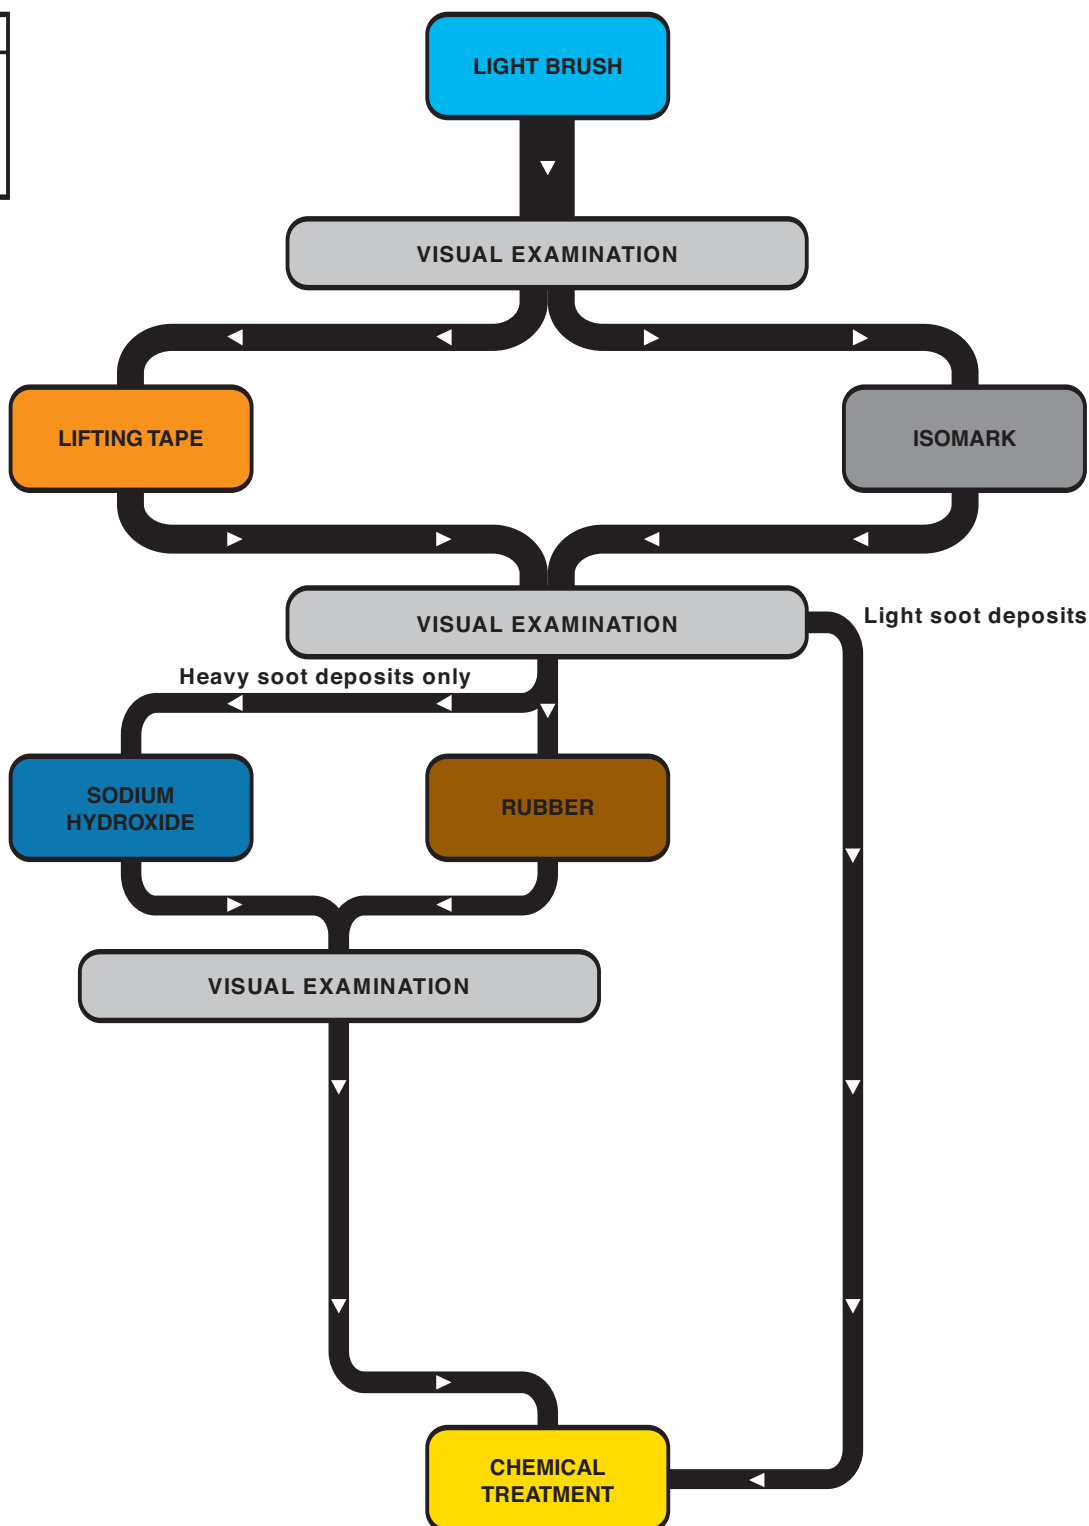 LIGHT BRUSH
VISUAL EXAMINATION
LIFTING TAPE
ISOMARK
VISUAL EXAMINATION
Light soot deposits
Heavy soot deposits only
SODIUM
HYDROXIDE
RUBBER
VISUAL EXAMINATION
CHEMICAL
TREATMENT